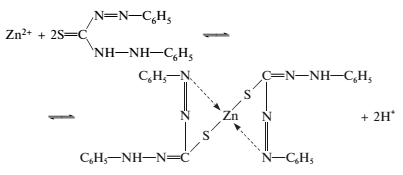 N=N—C₆H₅
Zn²⁺ + 2S=C ⇌
NH—NH—C₆H₅
C₆H₅—N C=N—NH—C₆H₅
S
⇌ N Zn N + 2H⁺
S
C₆H₅—NH—N=C N—C₆H₅